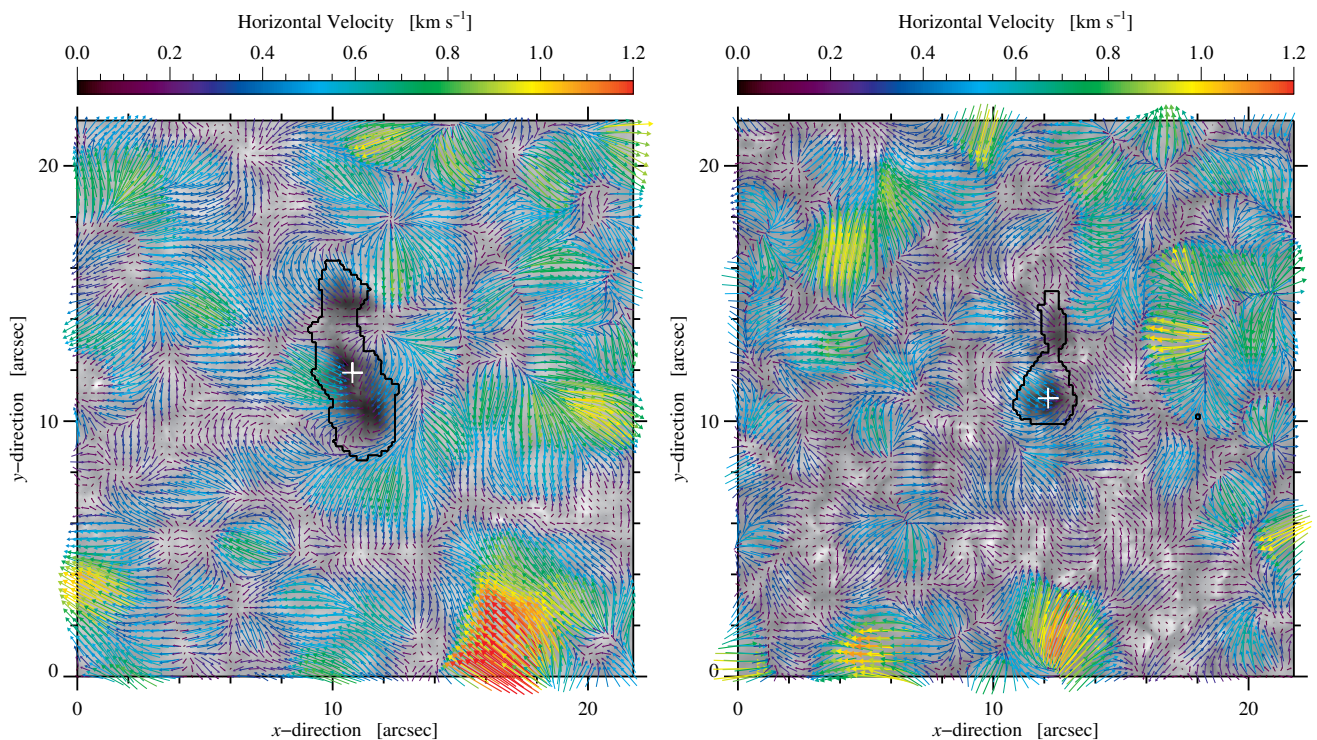 Horizontal Velocity [km s⁻¹]
0.0 0.2 0.4 0.6 0.8 1.0 1.2
20
10
0
y−direction [arcsec]
0 10 20
x−direction [arcsec]
Horizontal Velocity [km s⁻¹]
0.0 0.2 0.4 0.6 0.8 1.0 1.2
20
10
0
y−direction [arcsec]
0 10 20
x−direction [arcsec]